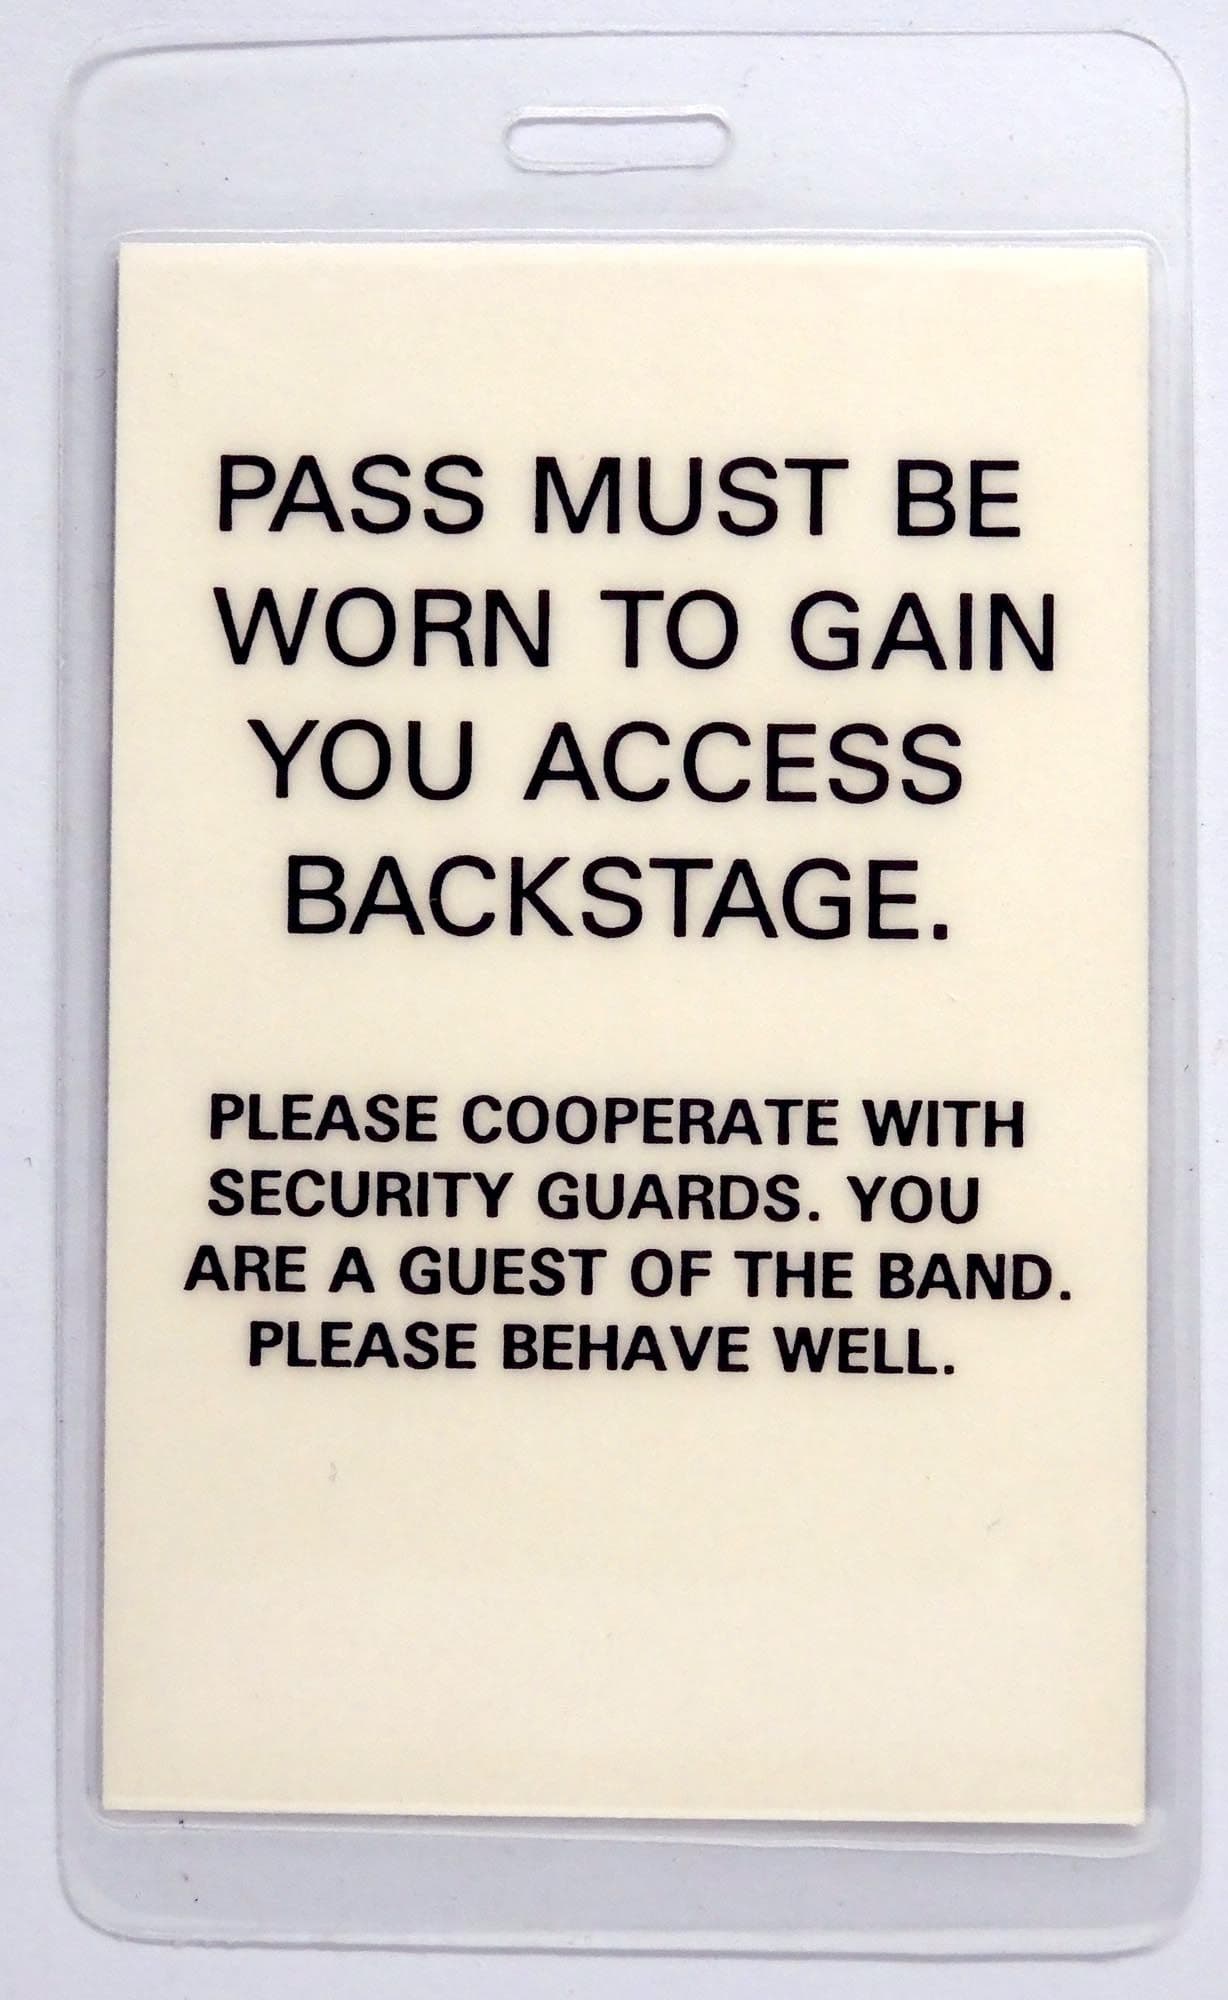 PASS MUST BE
WORN TO GAIN
YOU ACCESS
BACKSTAGE.
PLEASE COOPERATE WITH
SECURITY GUARDS. YOU
ARE A GUEST OF THE BAND.
PLEASE BEHAVE WELL.